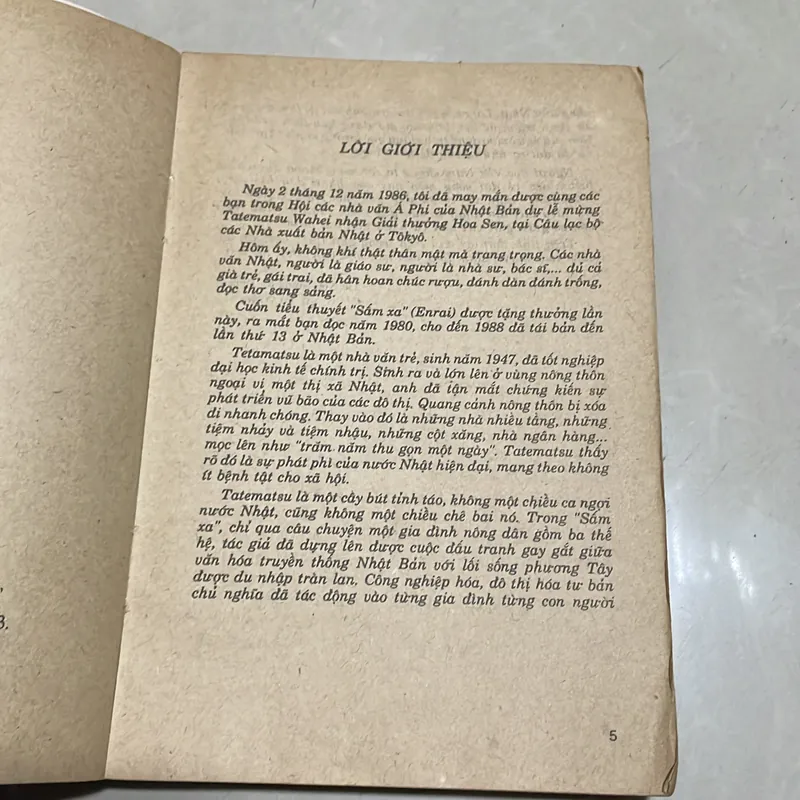 LỜI GIỚI THIỆU
Ngày 2 tháng 12 năm 1986, tôi đã may mắn được cùng các
bạn trong Hội các nhà văn Á Phi của Nhật Bản dự lễ mừng
Tatematsu Wahei nhận Giải thưởng Hoa Sen, tại Câu lạc bộ
các Nhà xuất bản Nhật ở Tôkyô.
Hôm ấy, không khí thật thân mật mà trang trọng. Các nhà
văn Nhật, người là giáo sư, người là nhà sư, bác sĩ,... đủ cả
già trẻ, gái trai, đã hân hoan chúc rượu, đánh đàn đánh trống,
đọc thơ sang sảng.
Cuốn tiểu thuyết "Sấm xa" (Enrai) được tặng thưởng lần
này, ra mắt bạn đọc năm 1980, cho đến 1988 đã tái bản đến
lần thứ 13 ở Nhật Bản.
Tetamatsu là một nhà văn trẻ, sinh năm 1947, đã tốt nghiệp
đại học kinh tế chính trị. Sinh ra và lớn lên ở vùng nông thôn
ngoại vi một thị xã Nhật, anh đã tận mắt chứng kiến sự
phát triển vũ bão của các đô thị. Quang cảnh nông thôn bị xóa
đi nhanh chóng. Thay vào đó là những nhà nhiều tầng, những
tiệm nhảy và tiệm nhậu, những cột xăng, nhà ngân hàng...
mọc lên như "trăm năm thu gọn một ngày". Tatematsu thấy
rõ đó là sự phát phì của nước Nhật hiện đại, mang theo không
ít bệnh tật cho xã hội.
Tatematsu là một cây bút tỉnh táo, không một chiều ca ngợi
nước Nhật, cũng không một chiều chê bai nó. Trong "Sấm
xa", chỉ qua câu chuyện một gia đình nông dân gồm ba thế
hệ, tác giả đã dựng lên được cuộc đấu tranh gay gắt giữa
văn hóa truyền thống Nhật Bản với lối sống phương Tây
được du nhập tràn lan. Công nghiệp hóa, đô thị hóa tư bản
chủ nghĩa đã tác động vào từng gia đình từng con người
5
3.